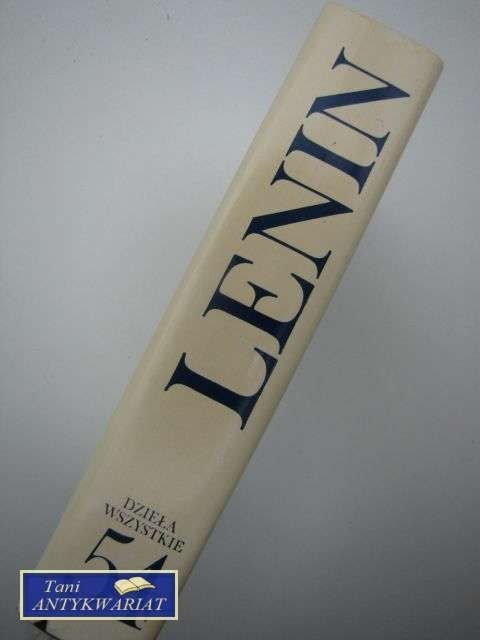 LENIN
DZIEŁA
WSZYSTKIE
54
Tani
ANTYKWARIAT